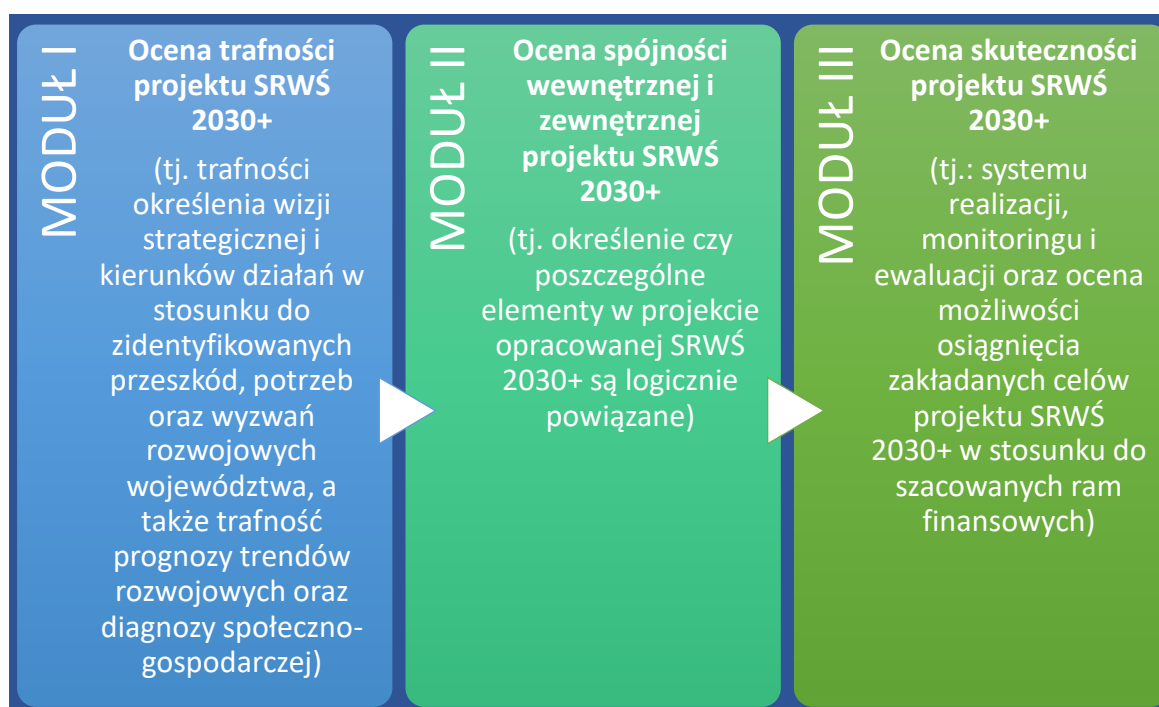 MODUŁ I
Ocena trafności
projektu SRWŚ
2030+
(tj. trafności
określenia wizji
strategicznej i
kierunków działań w
stosunku do
zidentyfikowanych
przeszkód, potrzeb
oraz wyzwań
rozwojowych
województwa, a
także trafność
prognozy trendów
rozwojowych oraz
diagnozy społeczno-
gospodarczej)
MODUŁ II
Ocena spójności
wewnętrznej i
zewnętrznej
projektu SRWŚ
2030+
(tj. określenie czy
poszczególne
elementy w projekcie
opracowanej SRWŚ
2030+ są logicznie
powiązane)
MODUŁ III
Ocena skuteczności
projektu SRWŚ
2030+
(tj.: systemu
realizacji,
monitoringu i
ewaluacji oraz ocena
możliwości
osiągnięcia
zakładanych celów
projektu SRWŚ
2030+ w stosunku do
szacowanych ram
finansowych)